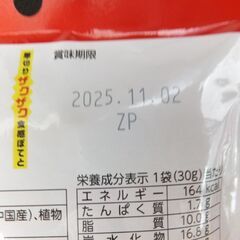 賞味期限
2025.11.02
ZP
厚切りザクザク食感ぽてと
栄養成分表示 1袋(30g)当た
エネルギー 164kcal
たんぱく質 1.7g
脂質 10.0g
炭水化物 16.8g
中国産)、植物